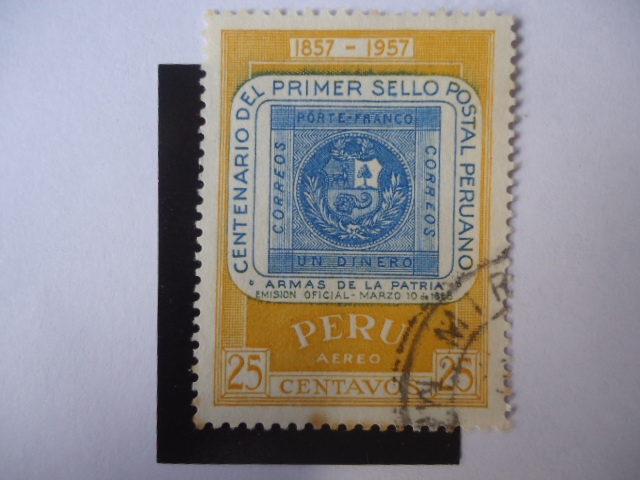 1857 - 1957
CENTENARIO DEL PRIMER SELLO POSTAL PERUANO
PORTE-FRANCO
CORREOS
CORREOS
UN DINERO
ARMAS DE LA PATRIA
EMISION OFICIAL - MARZO 10 de 1858
PERU
AEREO
25 CENTAVOS 25